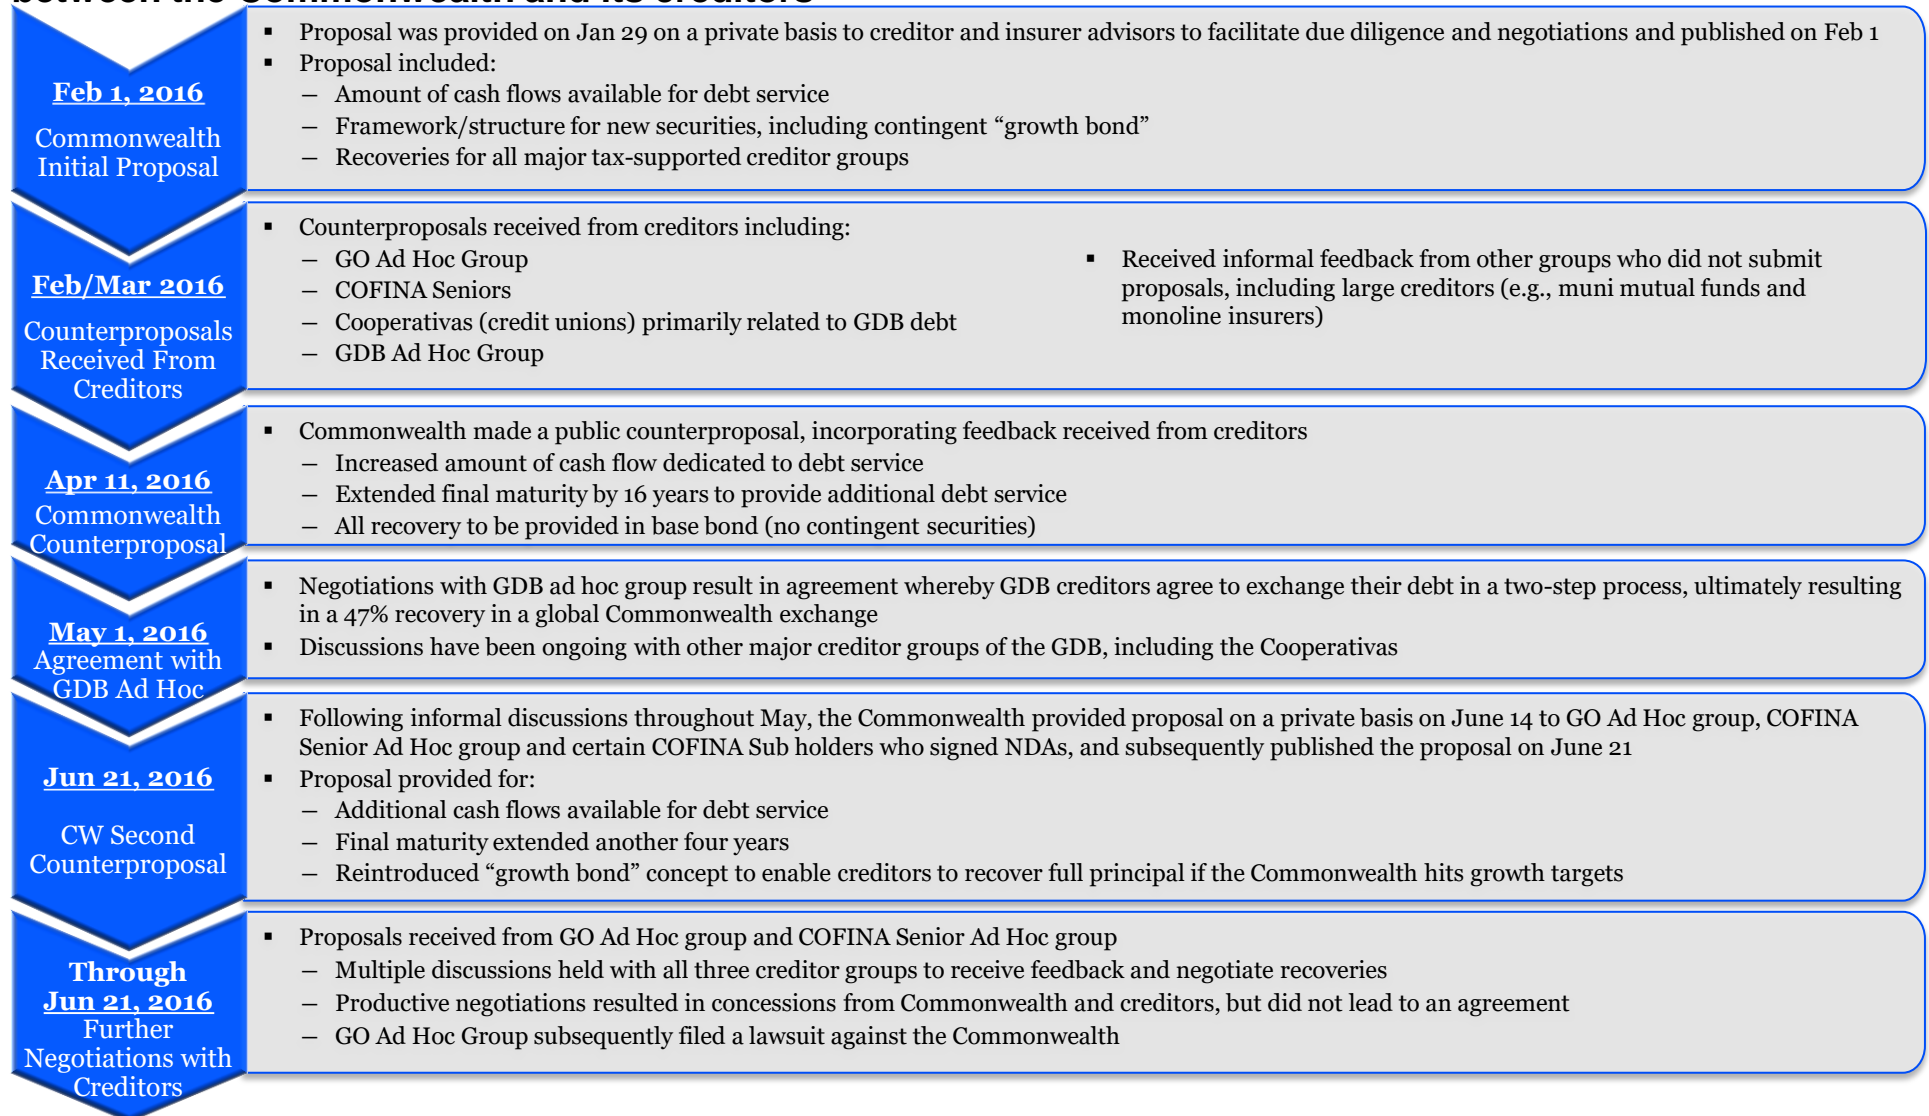 between the Commonwealth and its creditors
Feb 1, 2016
Commonwealth
Initial Proposal
▪ Proposal was provided on Jan 29 on a private basis to creditor and insurer advisors to facilitate due diligence and negotiations and published on Feb 1
▪ Proposal included:
— Amount of cash flows available for debt service
— Framework/structure for new securities, including contingent “growth bond”
— Recoveries for all major tax-supported creditor groups
Feb/Mar 2016
Counterproposals
Received From
Creditors
▪ Counterproposals received from creditors including:
— GO Ad Hoc Group
— COFINA Seniors
— Cooperativas (credit unions) primarily related to GDB debt
— GDB Ad Hoc Group
▪ Received informal feedback from other groups who did not submit
proposals, including large creditors (e.g., muni mutual funds and
monoline insurers)
Apr 11, 2016
Commonwealth
Counterproposal
▪ Commonwealth made a public counterproposal, incorporating feedback received from creditors
— Increased amount of cash flow dedicated to debt service
— Extended final maturity by 16 years to provide additional debt service
— All recovery to be provided in base bond (no contingent securities)
May 1, 2016
Agreement with
GDB Ad Hoc
▪ Negotiations with GDB ad hoc group result in agreement whereby GDB creditors agree to exchange their debt in a two-step process, ultimately resulting
in a 47% recovery in a global Commonwealth exchange
▪ Discussions have been ongoing with other major creditor groups of the GDB, including the Cooperativas
Jun 21, 2016
CW Second
Counterproposal
▪ Following informal discussions throughout May, the Commonwealth provided proposal on a private basis on June 14 to GO Ad Hoc group, COFINA
Senior Ad Hoc group and certain COFINA Sub holders who signed NDAs, and subsequently published the proposal on June 21
▪ Proposal provided for:
— Additional cash flows available for debt service
— Final maturity extended another four years
— Reintroduced “growth bond” concept to enable creditors to recover full principal if the Commonwealth hits growth targets
Through
Jun 21, 2016
Further
Negotiations with
Creditors
▪ Proposals received from GO Ad Hoc group and COFINA Senior Ad Hoc group
— Multiple discussions held with all three creditor groups to receive feedback and negotiate recoveries
— Productive negotiations resulted in concessions from Commonwealth and creditors, but did not lead to an agreement
— GO Ad Hoc Group subsequently filed a lawsuit against the Commonwealth